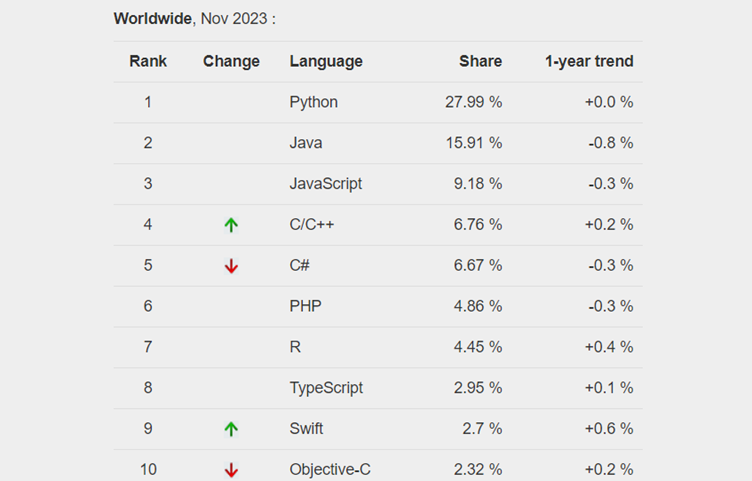 Worldwide, Nov 2023 :
Rank Change Language Share 1-year trend
1 Python 27.99 % +0.0 %
2 Java 15.91 % -0.8 %
3 JavaScript 9.18 % -0.3 %
4 ↑ C/C++ 6.76 % +0.2 %
5 ↓ C# 6.67 % -0.3 %
6 PHP 4.86 % -0.3 %
7 R 4.45 % +0.4 %
8 TypeScript 2.95 % +0.1 %
9 ↑ Swift 2.7 % +0.6 %
10 ↓ Objective-C 2.32 % +0.2 %